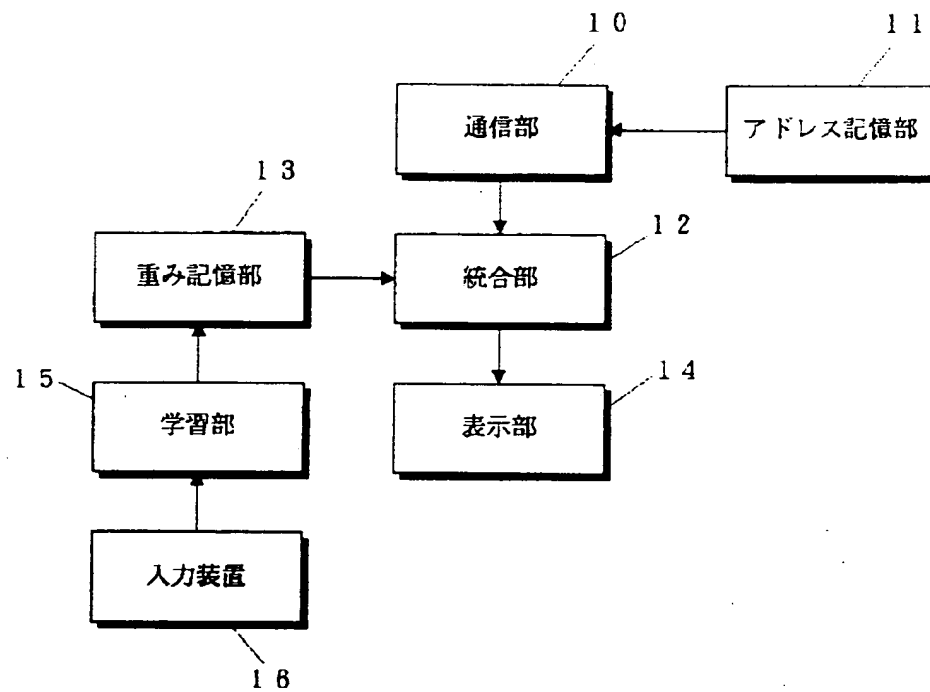 10
11
通信部
アドレス記憶部
13
12
重み記憶部
統合部
15
14
学習部
表示部
入力装置
16